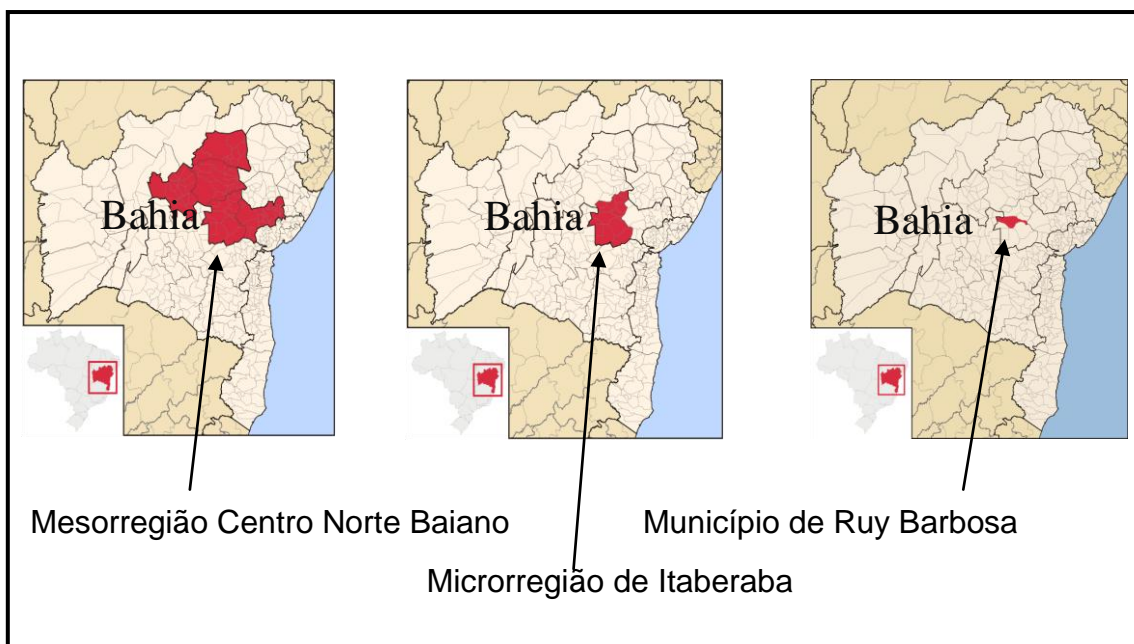 Bahia
Bahia
Bahia
Mesorregião Centro Norte Baiano
Município de Ruy Barbosa
Microrregião de Itaberaba